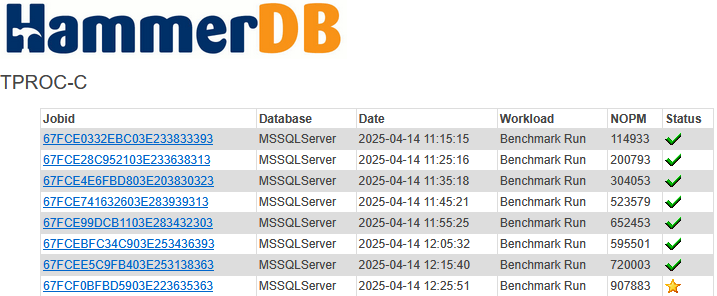 HammerDB
TPROC-C
Jobid Database Date Workload NOPM Status
67FCE0332EBC03E233833393 MSSQLServer 2025-04-14 11:15:15 Benchmark Run 114933
67FCE28C952103E233638313 MSSQLServer 2025-04-14 11:25:16 Benchmark Run 200793
67FCE4E6FBD803E203830323 MSSQLServer 2025-04-14 11:35:18 Benchmark Run 304053
67FCE741632603E283939313 MSSQLServer 2025-04-14 11:45:21 Benchmark Run 523579
67FCE99DCB1103E283432303 MSSQLServer 2025-04-14 11:55:25 Benchmark Run 652453
67FCEBFC34C903E253436393 MSSQLServer 2025-04-14 12:05:32 Benchmark Run 595501
67FCEE5C9FB403E253138363 MSSQLServer 2025-04-14 12:15:40 Benchmark Run 720003
67FCF0BFBD5903E223635363 MSSQLServer 2025-04-14 12:25:51 Benchmark Run 907883